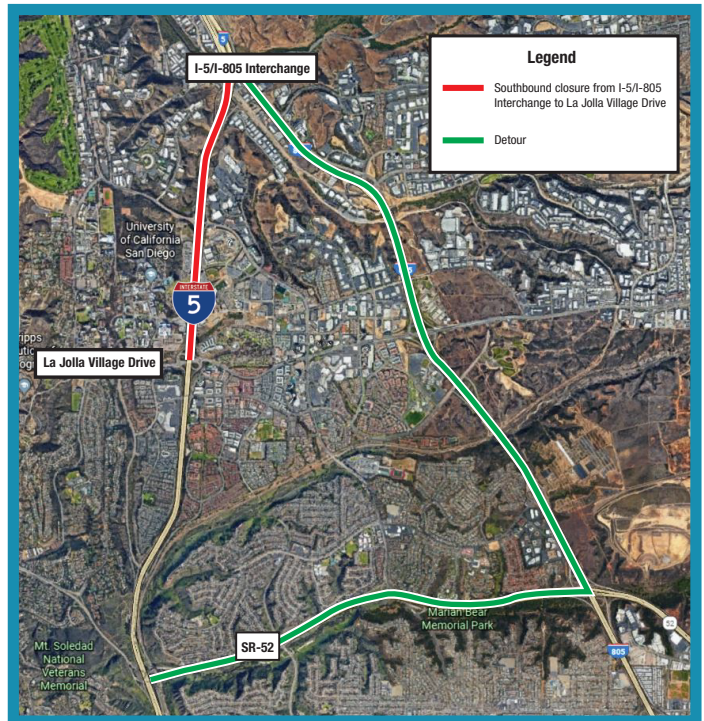 5
I-5/I-805 Interchange
Legend
Southbound closure from I-5/I-805
Interchange to La Jolla Village Drive
Detour
University
of California
San Diego
INTERSTATE
5
La Jolla Village Drive
Marian Bear
Memorial Park
SR-52
52
Mt. Soledad
National
Veterans
Memorial
805